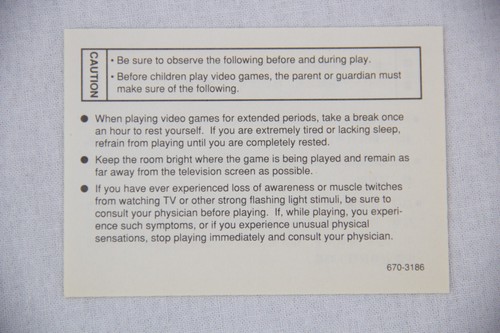 CAUTION
• Be sure to observe the following before and during play.
• Before children play video games, the parent or guardian must
make sure of the following.
● When playing video games for extended periods, take a break once
an hour to rest yourself. If you are extremely tired or lacking sleep,
refrain from playing until you are completely rested.
● Keep the room bright where the game is being played and remain as
far away from the television screen as possible.
● If you have ever experienced loss of awareness or muscle twitches
from watching TV or other strong flashing light stimuli, be sure to
consult your physician before playing. If, while playing, you experi-
ence such symptoms, or if you experience unusual physical
sensations, stop playing immediately and consult your physician.
670-3186